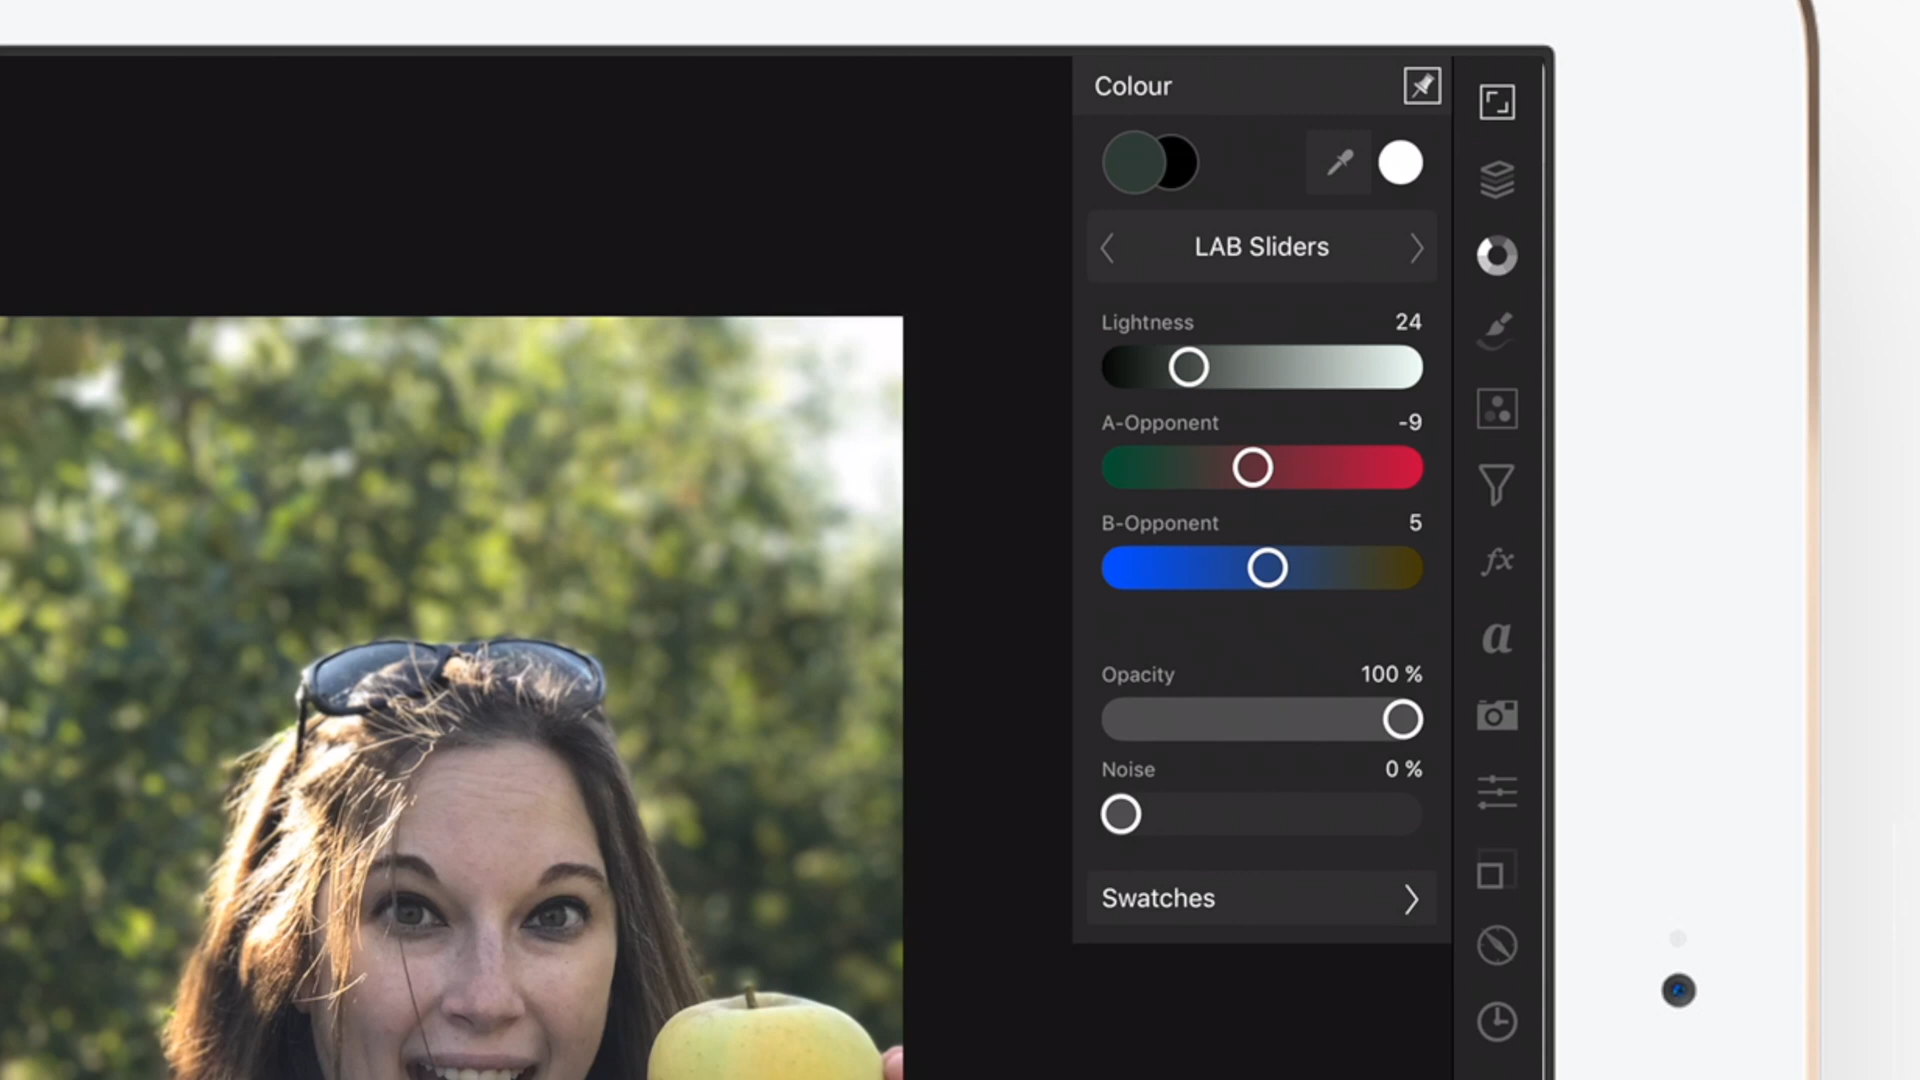 Colour
LAB Sliders
Lightness 24
A-Opponent -9
B-Opponent 5
fx
a
Opacity 100 %
Noise 0 %
Swatches